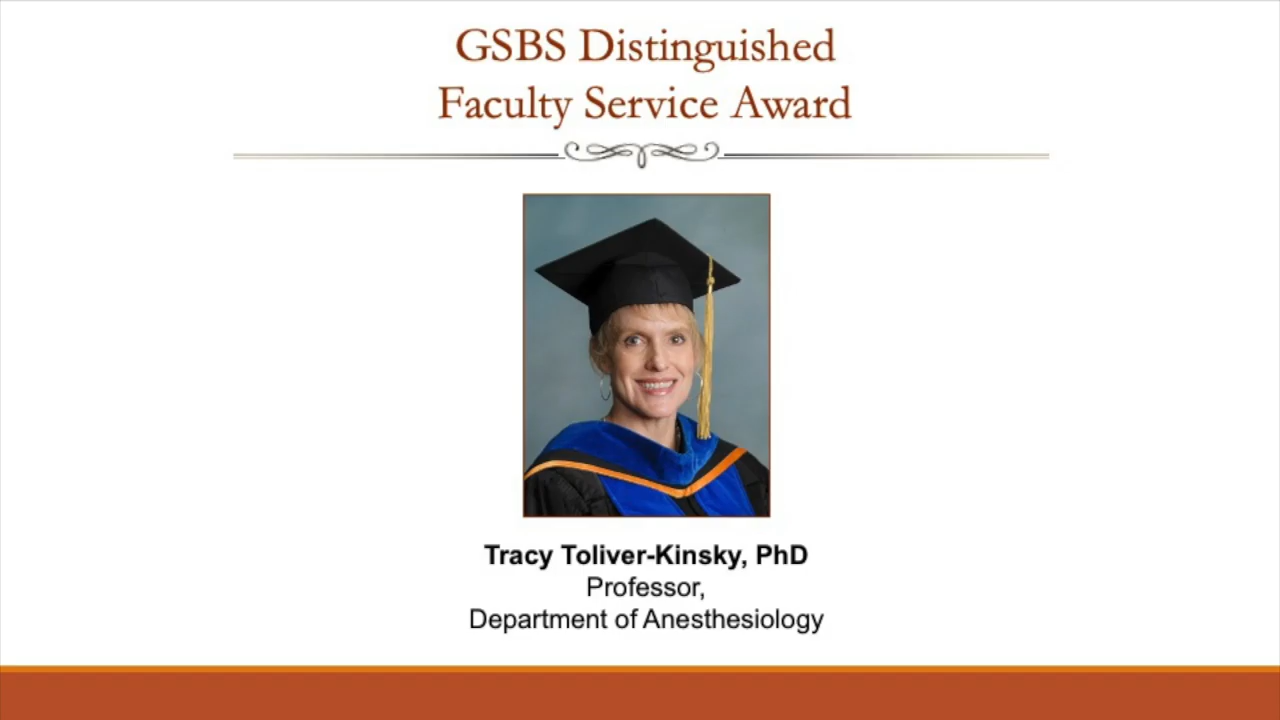 GSBS Distinguished
Faculty Service Award
Tracy Toliver-Kinsky, PhD
Professor,
Department of Anesthesiology